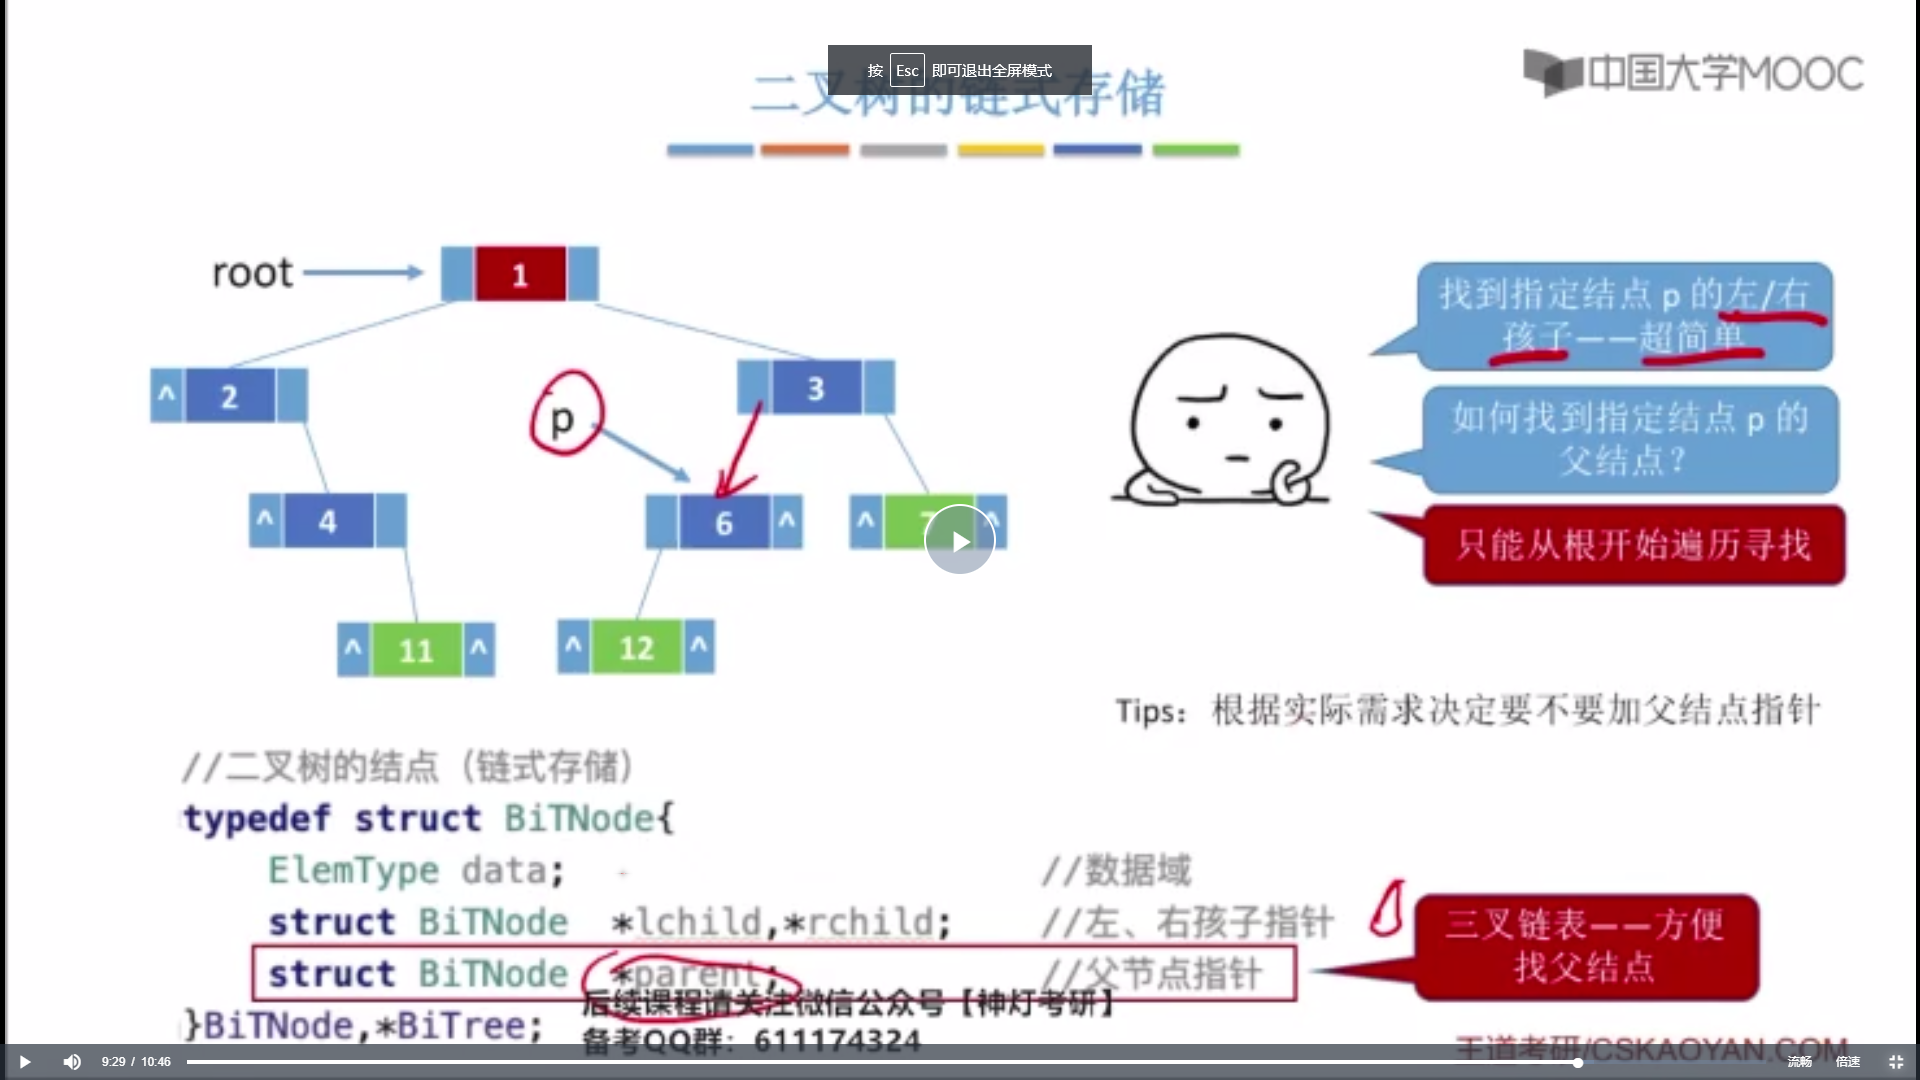 按 Esc 即可退出全屏模式
二叉树的链式存储
中国大学MOOC
root
1
^ 2
3
p
^ 4
6 ^
^ 7 ^
^ 11 ^
^ 12 ^
找到指定结点 p 的左/右
孩子——超简单
如何找到指定结点 p 的
父结点？
只能从根开始遍历寻找
Tips：根据实际需求决定要不要加父结点指针
//二叉树的结点（链式存储）
typedef struct BiTNode{
ElemType data; //数据域
struct BiTNode *lchild,*rchild; //左、右孩子指针
struct BiTNode *parent; //父节点指针
}BiTNode,*BiTree;
三叉链表——方便
找父结点
后续课程请关注微信公众号【神灯考研】
备考QQ群：611174324
王道考研/CSKAOYAN.COM
9:29 / 10:46
流畅
倍速